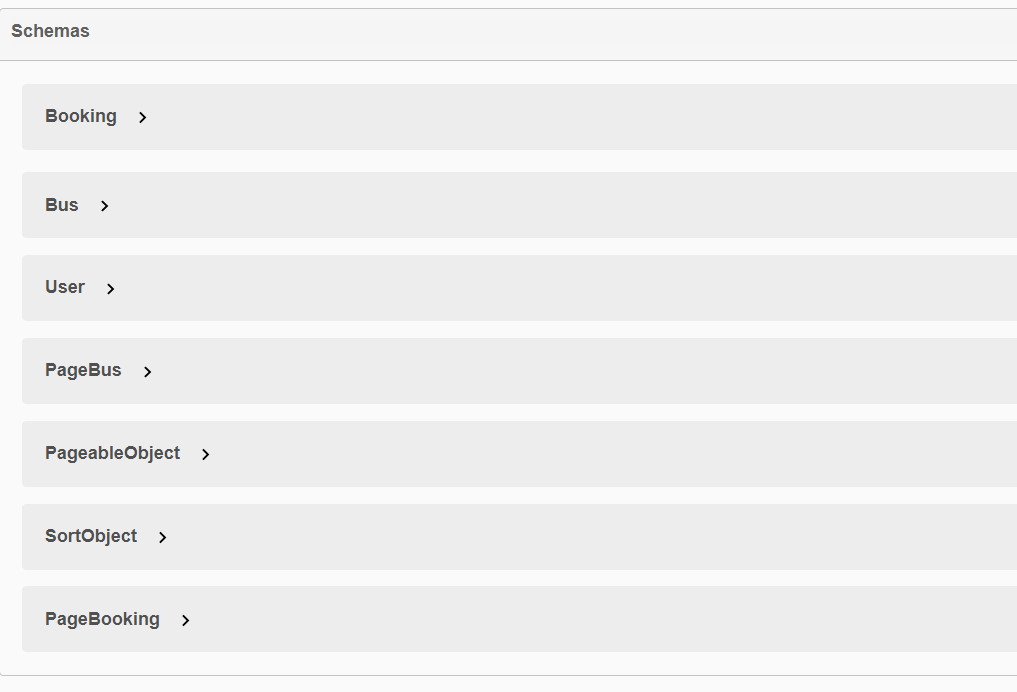 Schemas
Booking
Bus
User
PageBus
PageableObject
SortObject
PageBooking